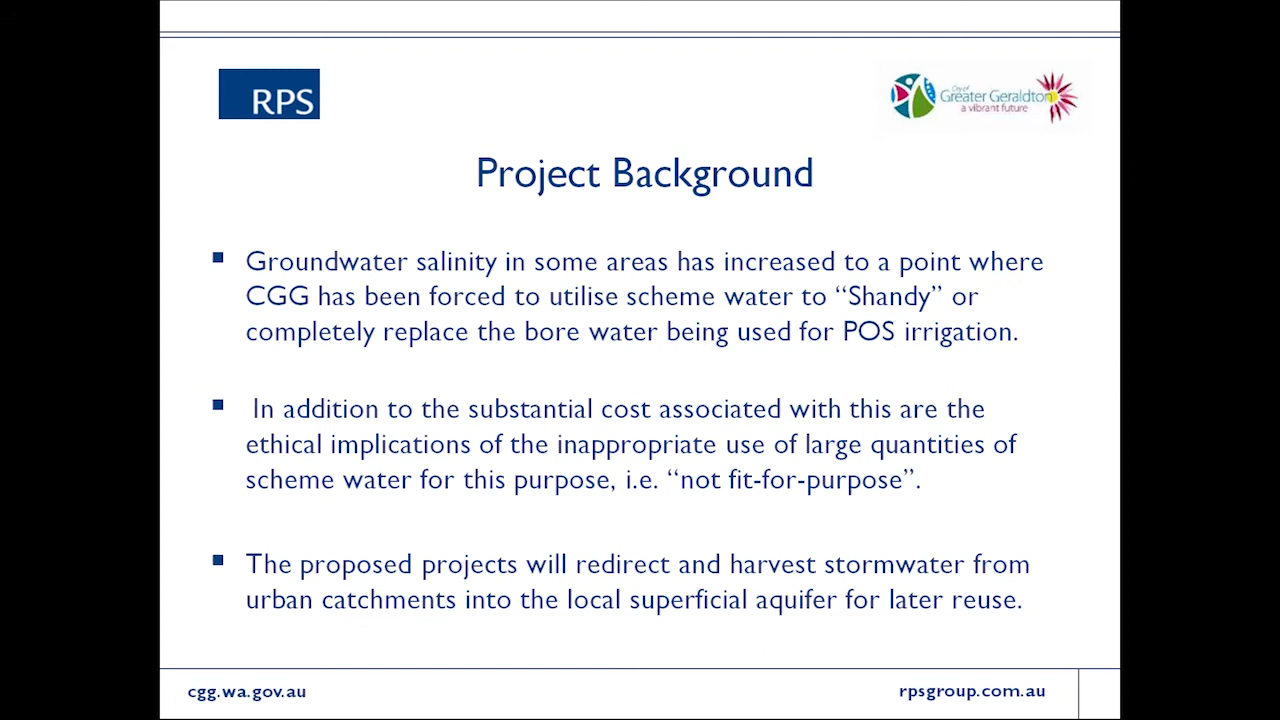 RPS
City of
Greater Geraldton
a vibrant future
Project Background
Groundwater salinity in some areas has increased to a point where
CGG has been forced to utilise scheme water to “Shandy” or
completely replace the bore water being used for POS irrigation.
In addition to the substantial cost associated with this are the
ethical implications of the inappropriate use of large quantities of
scheme water for this purpose, i.e. “not fit-for-purpose”.
The proposed projects will redirect and harvest stormwater from
urban catchments into the local superficial aquifer for later reuse.
cgg.wa.gov.au
rpsgroup.com.au